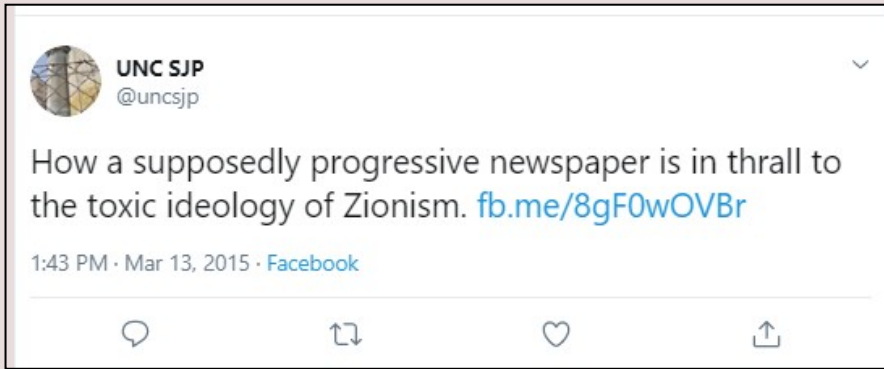 UNC SJP
@uncsjp
How a supposedly progressive newspaper is in thrall to
the toxic ideology of Zionism. fb.me/8gF0wOVBr
1:43 PM · Mar 13, 2015 · Facebook